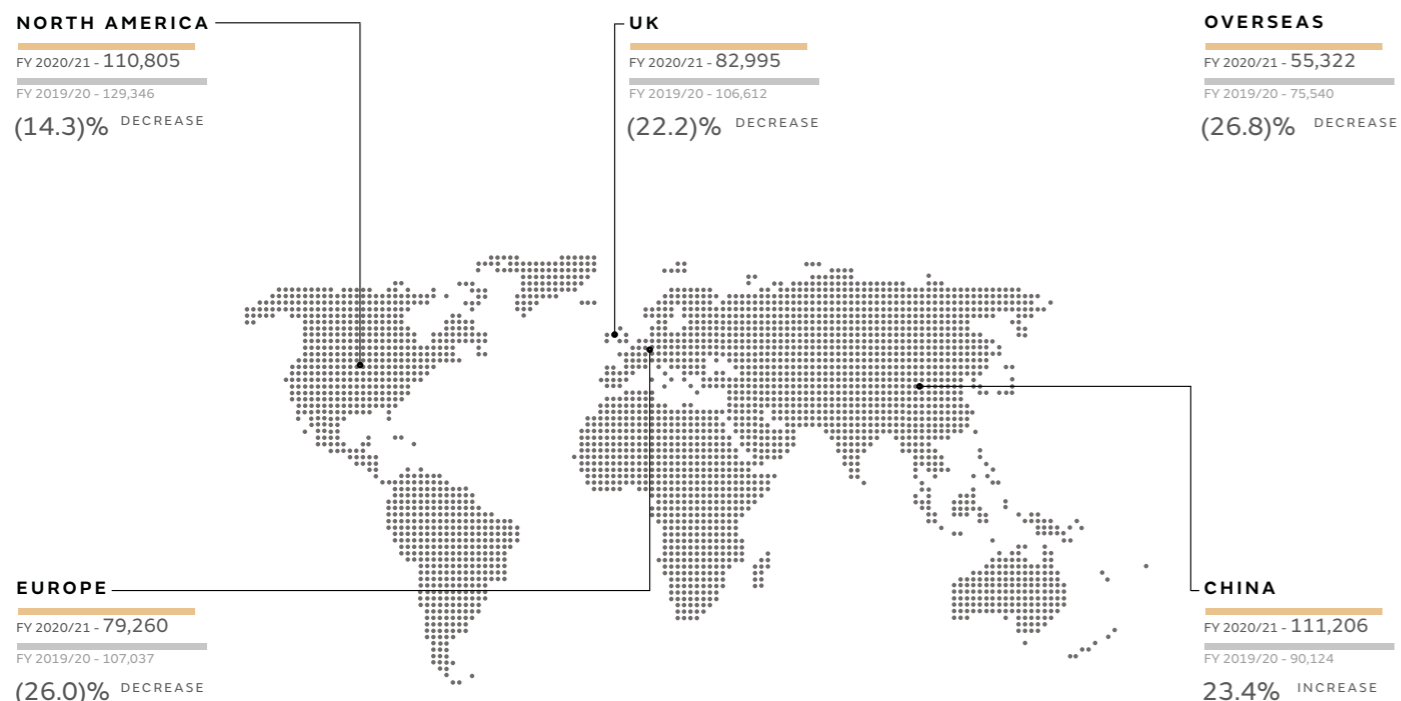 NORTH AMERICA
FY 2020/21 - 110,805
FY 2019/20 - 129,346
(14.3)% DECREASE
UK
FY 2020/21 - 82,995
FY 2019/20 - 106,612
(22.2)% DECREASE
OVERSEAS
FY 2020/21 - 55,322
FY 2019/20 - 75,540
(26.8)% DECREASE
EUROPE
FY 2020/21 - 79,260
FY 2019/20 - 107,037
(26.0)% DECREASE
CHINA
FY 2020/21 - 111,206
FY 2019/20 - 90,124
23.4% INCREASE